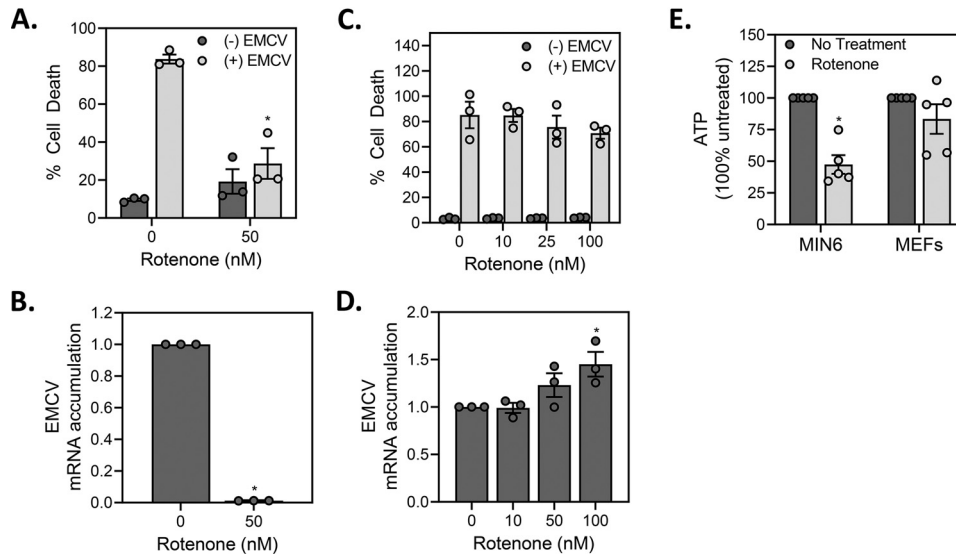 A.
100
80
60
40
20
0
% Cell Death
(-) EMCV
(+) EMCV
*
0 50
Rotenone (nM)
C.
140
120
100
80
60
40
20
0
% Cell Death
(-) EMCV
(+) EMCV
0 10 25 100
Rotenone (nM)
E.
150
125
100
75
50
25
0
ATP
(100% untreated)
No Treatment
Rotenone
*
MIN6 MEFs
B.
1.2
1.0
0.8
0.6
0.4
0.2
0.0
EMCV
mRNA accumulation
*
0 50
Rotenone (nM)
D.
2.0
1.5
1.0
0.5
0.0
EMCV
mRNA accumulation
*
0 10 50 100
Rotenone (nM)